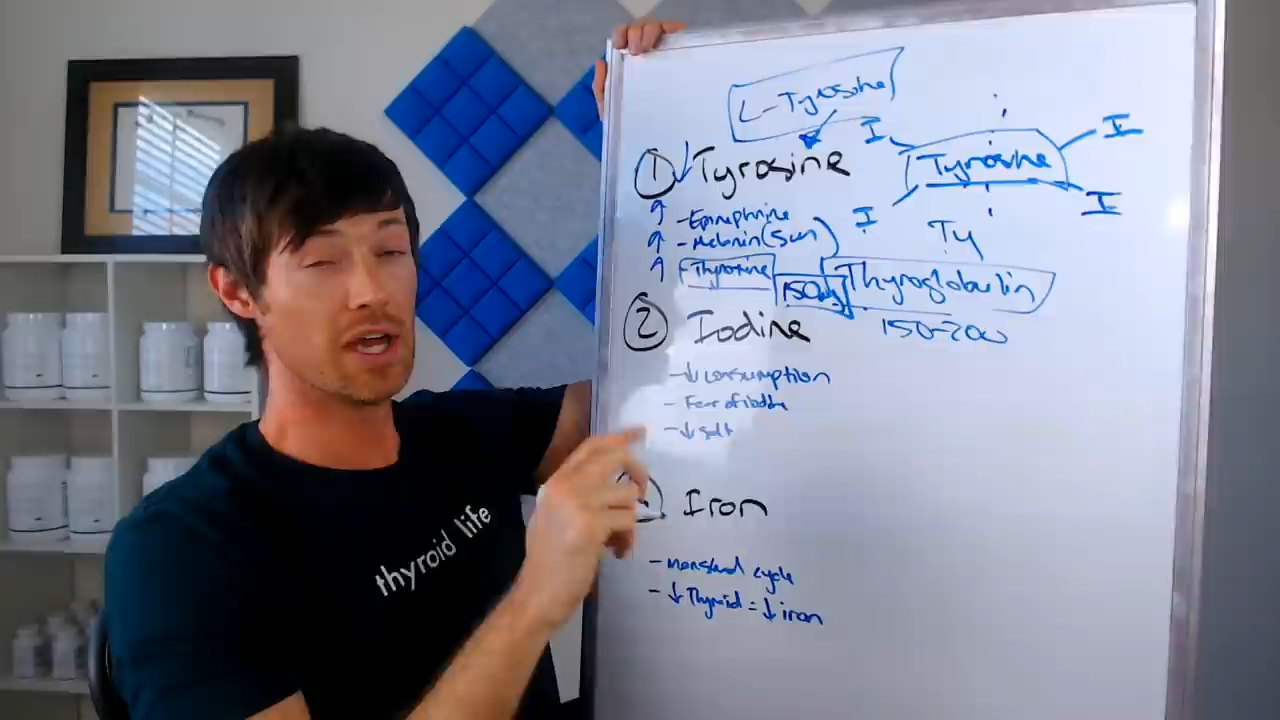 L-Tyrosine
1 ↓ Tyrosine
↑ - Epinephrine
↑ - Melanin (Sun)
↑ - Thyroxine
I
I
Tyrosine
I
I
Ty
Thyroglobulin
150-200
2 Iodine
- ↓ consumption
- Fear of iodine
- ↓ salt
Iron
- menstrual cycle
- ↓ Thyroid = ↓ iron
thyroid life